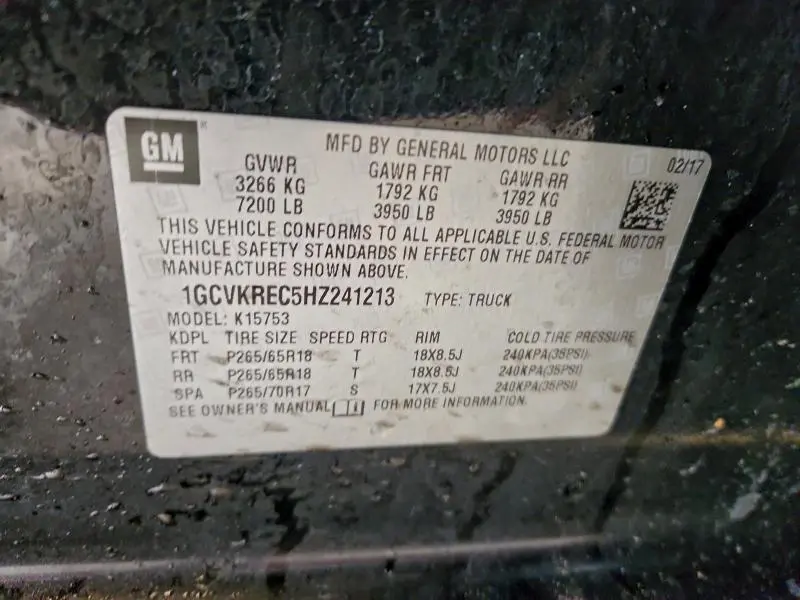 GM
MFD BY GENERAL MOTORS LLC 02/17
GVWR GAWR FRT GAWR RR
3266 KG 1792 KG 1792 KG
7200 LB 3950 LB 3950 LB
THIS VEHICLE CONFORMS TO ALL APPLICABLE U.S. FEDERAL MOTOR
VEHICLE SAFETY STANDARDS IN EFFECT ON THE DATE OF
MANUFACTURE SHOWN ABOVE.
1GCVKREC5HZ241213 TYPE: TRUCK
MODEL: K15753
KDPL TIRE SIZE SPEED RTG RIM COLD TIRE PRESSURE
FRT P265/65R18 T 18X8.5J 240KPA(35PSI)
RR P265/65R18 T 18X8.5J 240KPA(35PSI)
SPA P265/70R17 S 17X7.5J 240KPA(35PSI)
SEE OWNER'S MANUAL FOR MORE INFORMATION.